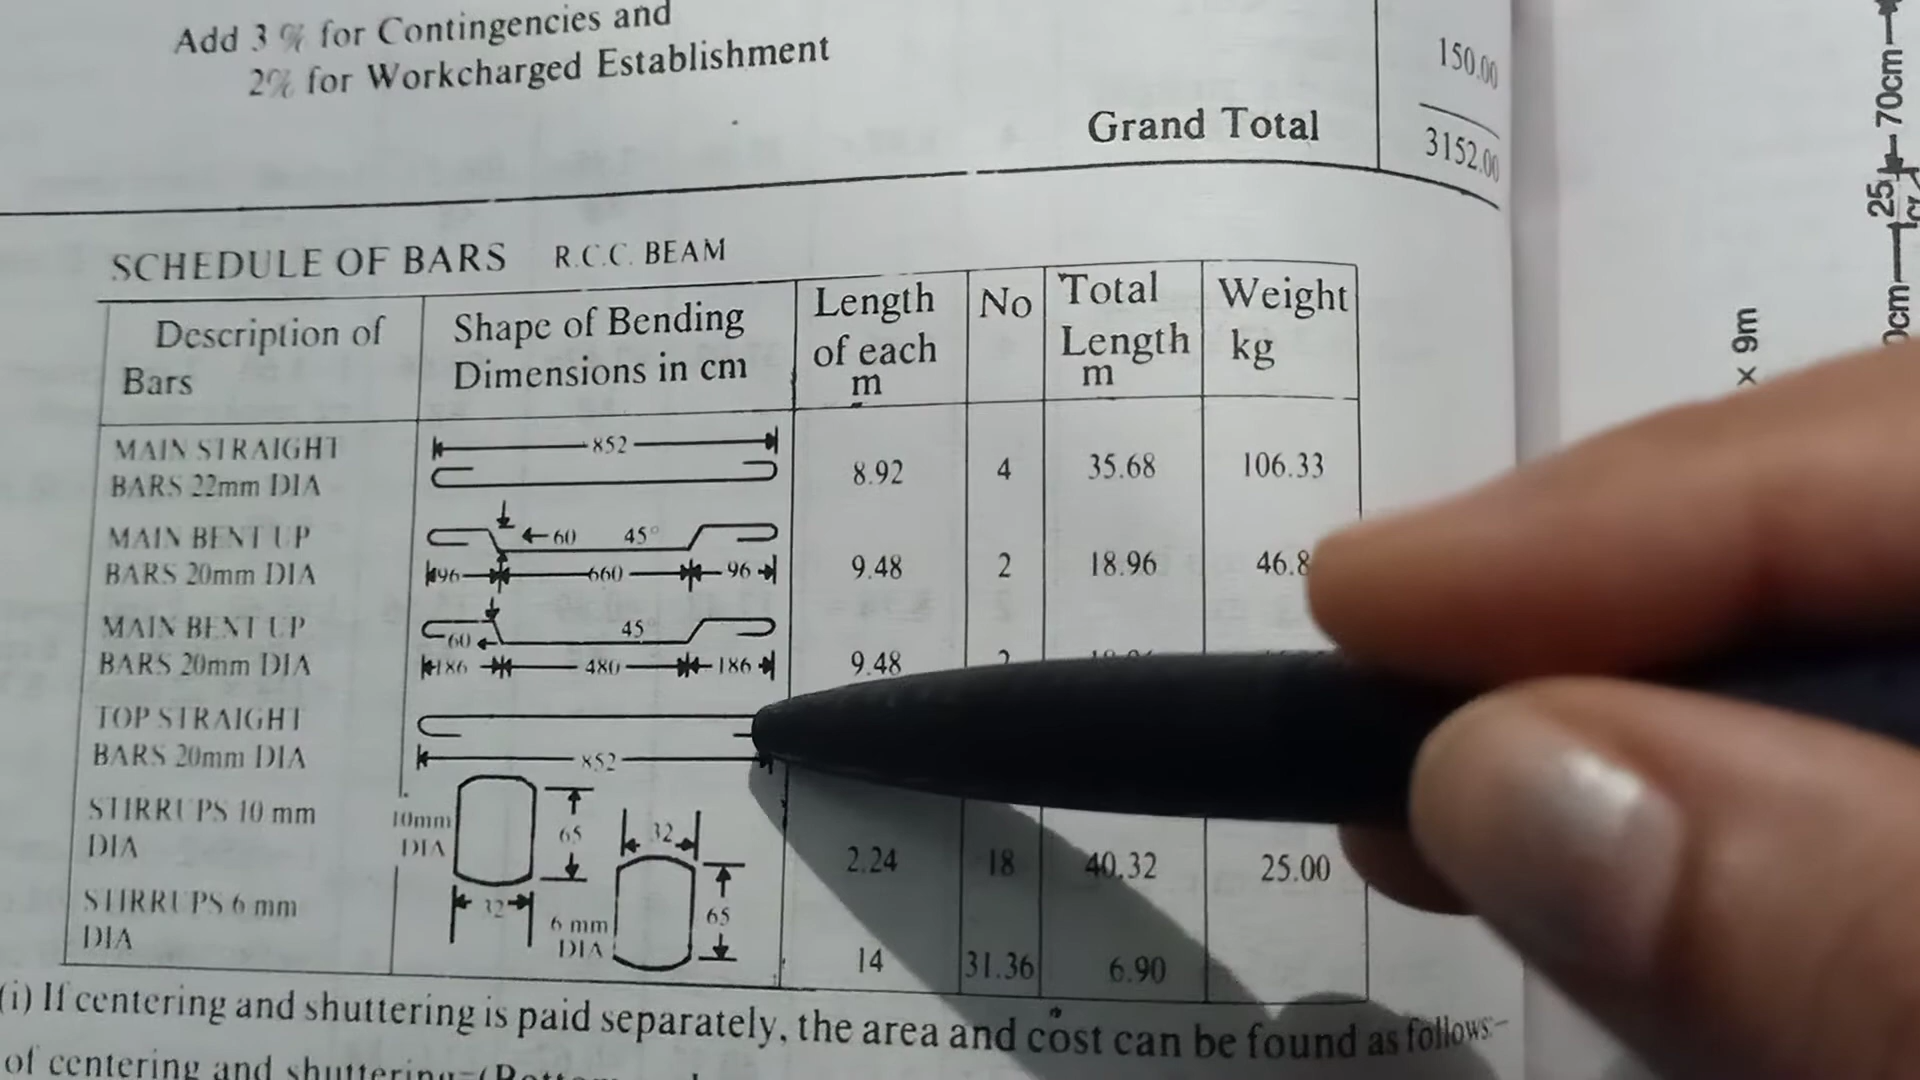 Add 3 % for Contingencies and
2% for Workcharged Establishment
150.00
Grand Total
3152.00
SCHEDULE OF BARS R.C.C. BEAM
Description of Bars
Shape of Bending Dimensions in cm
Length of each m
No
Total Length m
Weight kg
MAIN STRAIGHT
BARS 22mm DIA
852
8.92 4 35.68 106.33
MAIN BENT UP
BARS 20mm DIA
60 45°
96 660 96
9.48 2 18.96 46.8
MAIN BENT UP
BARS 20mm DIA
60 45°
186 480 186
9.48
TOP STRAIGHT
BARS 20mm DIA
852
STIRRUPS 10 mm
DIA
10mm
DIA
65
32
2.24 18 40.32 25.00
STIRRUPS 6 mm
DIA
32
6 mm
DIA
65
14 31.36 6.90
(i) If centering and shuttering is paid separately, the area and cost can be found as follows:-
of centering and shuttering
70cm
25
x 9m